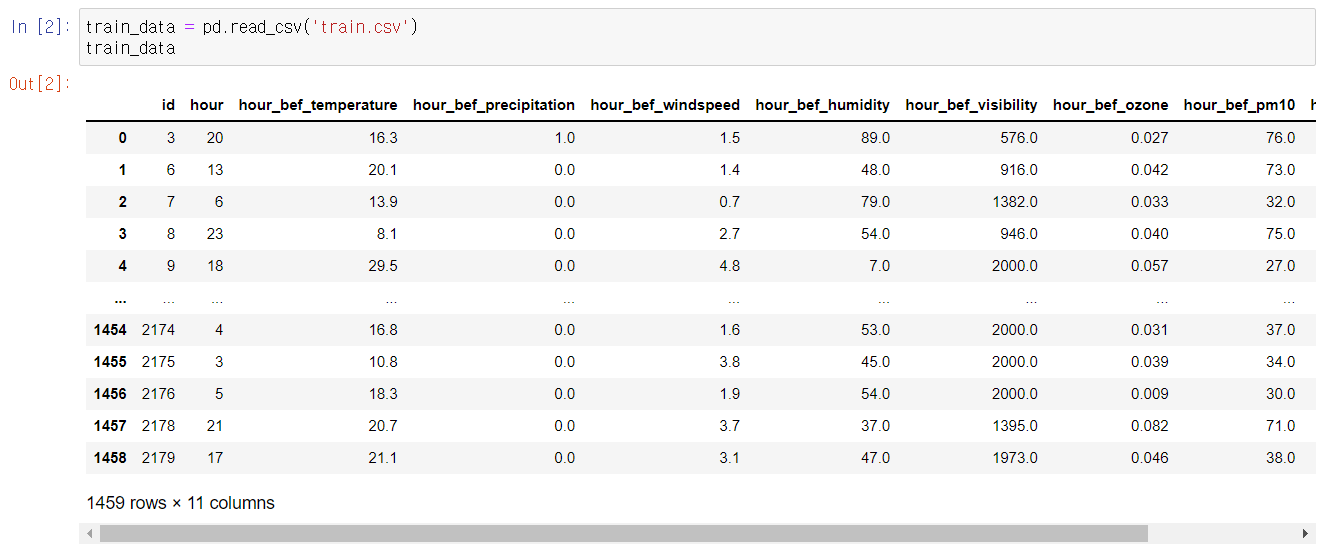 In [2]: train_data = pd.read_csv('train.csv')
train_data
Out[2]:
id hour hour_bef_temperature hour_bef_precipitation hour_bef_windspeed hour_bef_humidity hour_bef_visibility hour_bef_ozone hour_bef_pm10 h
0 3 20 16.3 1.0 1.5 89.0 576.0 0.027 76.0
1 6 13 20.1 0.0 1.4 48.0 916.0 0.042 73.0
2 7 6 13.9 0.0 0.7 79.0 1382.0 0.033 32.0
3 8 23 8.1 0.0 2.7 54.0 946.0 0.040 75.0
4 9 18 29.5 0.0 4.8 7.0 2000.0 0.057 27.0
... ... ... ... ... ... ... ... ... ...
1454 2174 4 16.8 0.0 1.6 53.0 2000.0 0.031 37.0
1455 2175 3 10.8 0.0 3.8 45.0 2000.0 0.039 34.0
1456 2176 5 18.3 0.0 1.9 54.0 2000.0 0.009 30.0
1457 2178 21 20.7 0.0 3.7 37.0 1395.0 0.082 71.0
1458 2179 17 21.1 0.0 3.1 47.0 1973.0 0.046 38.0
1459 rows × 11 columns